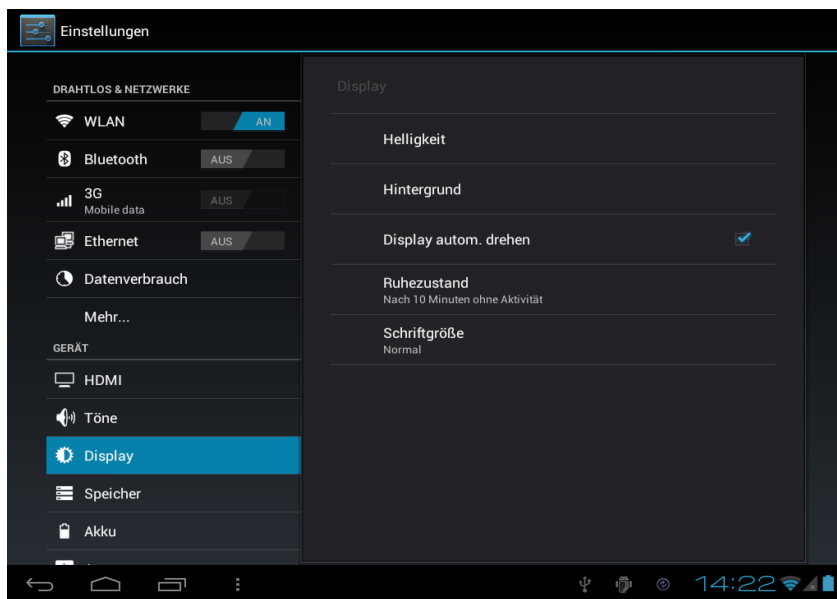 Einstellungen
DRAHTLOS & NETZWERKE
WLAN AN
Bluetooth AUS
3G AUS
Mobile data
Ethernet AUS
Datenverbrauch
Mehr...
GERÄT
HDMI
Töne
Display
Speicher
Akku
Display
Helligkeit
Hintergrund
Display autom. drehen
Ruhezustand
Nach 10 Minuten ohne Aktivität
Schriftgröße
Normal
14:22